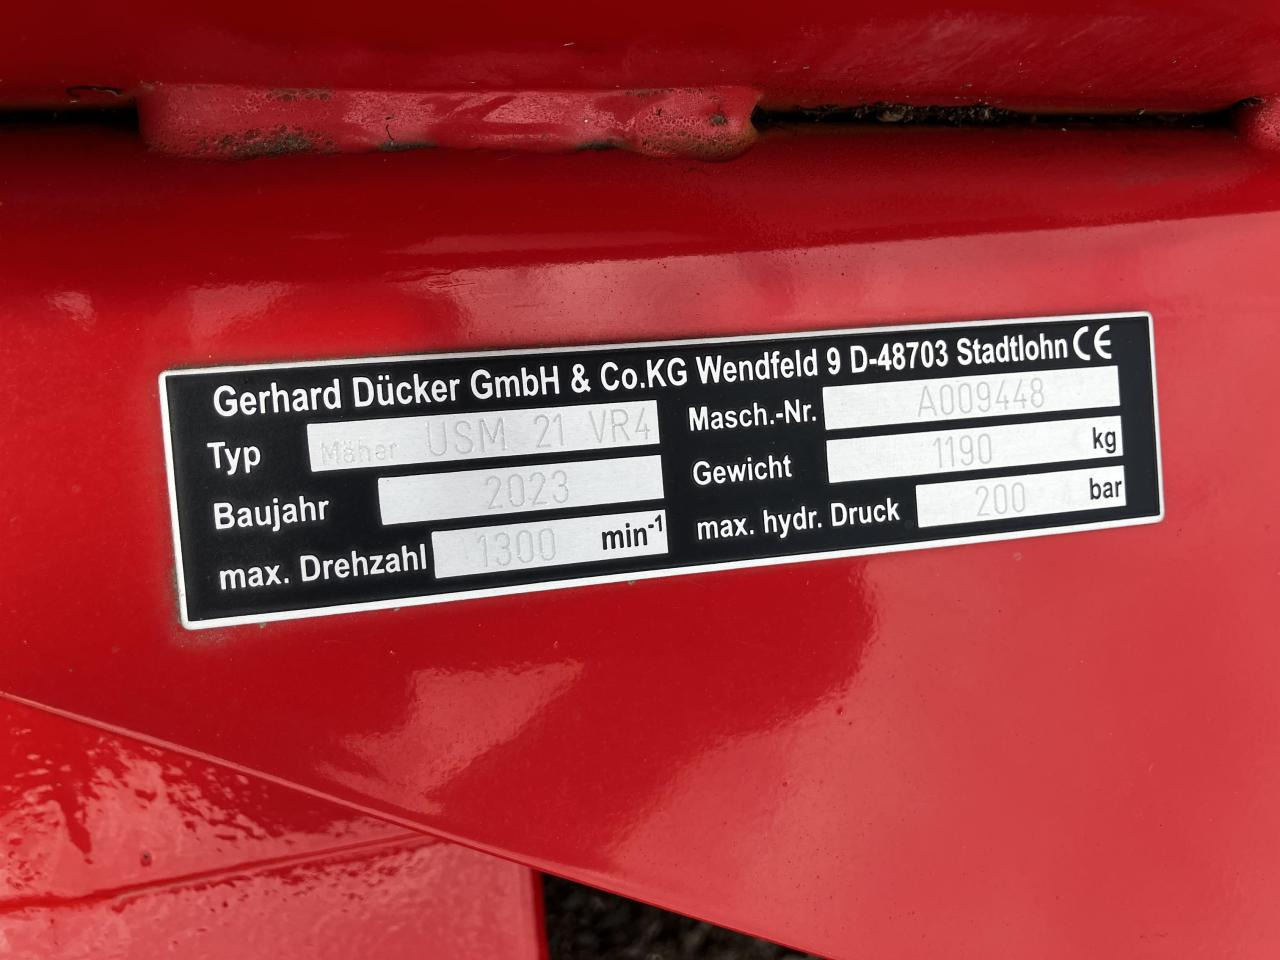 Gerhard Dücker GmbH & Co.KG Wendfeld 9 D-48703 Stadtlohn CE
Typ Mäher USM 21 VR4 Masch.-Nr. A009448
Baujahr 2023 Gewicht 1190 kg
max. Drehzahl 1300 min-1 max. hydr. Druck 200 bar